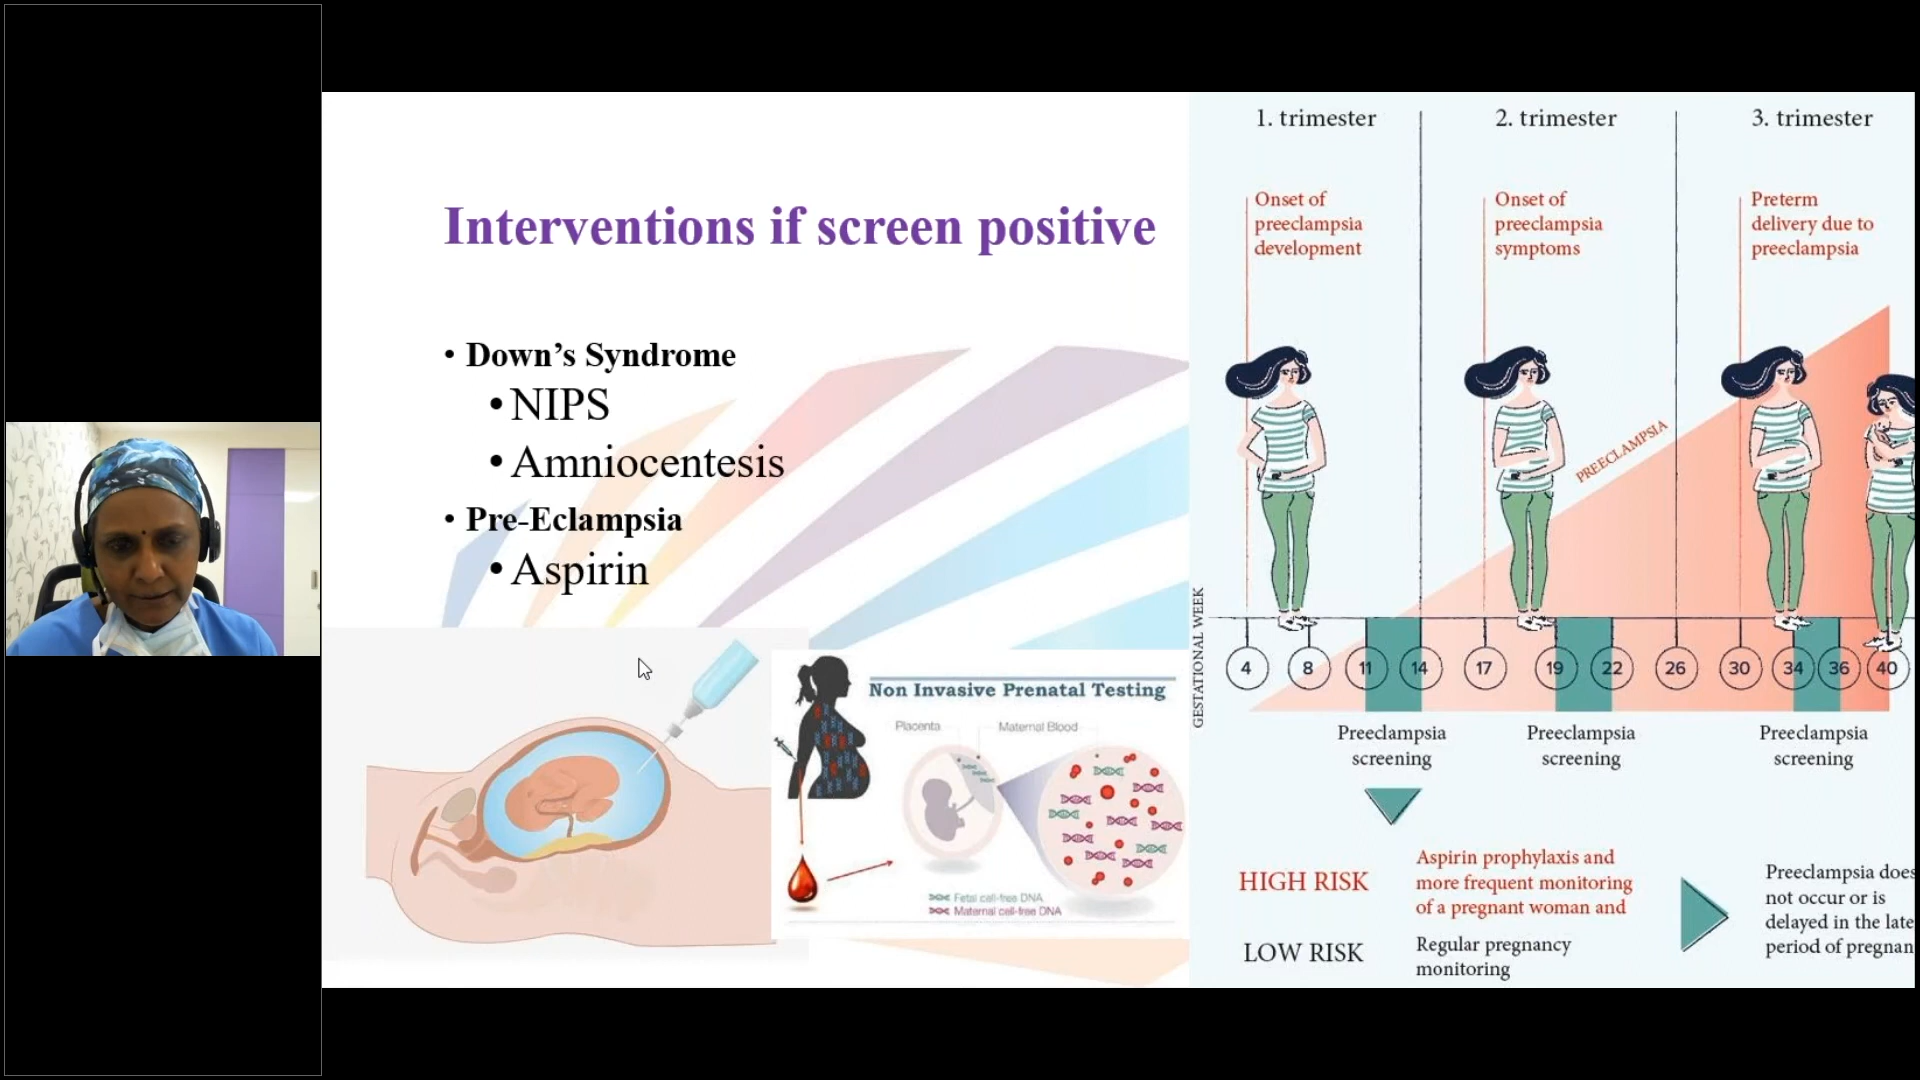 Interventions if screen positive
• Down’s Syndrome
• NIPS
• Amniocentesis
• Pre-Eclampsia
• Aspirin
Non Invasive Prenatal Testing
Placenta
Maternal Blood
Fetal cell-free DNA
Maternal cell-free DNA
1. trimester
2. trimester
3. trimester
Onset of
preeclampsia
development
Onset of
preeclampsia
symptoms
Preterm
delivery due to
preeclampsia
PREECLAMPSIA
GESTATIONAL WEEK
4 8 11 14 17 19 22 26 30 34 36 40
Preeclampsia
screening
Preeclampsia
screening
Preeclampsia
screening
HIGH RISK
Aspirin prophylaxis and
more frequent monitoring
of a pregnant woman and
LOW RISK
Regular pregnancy
monitoring
Preeclampsia does
not occur or is
delayed in the late
period of pregnan